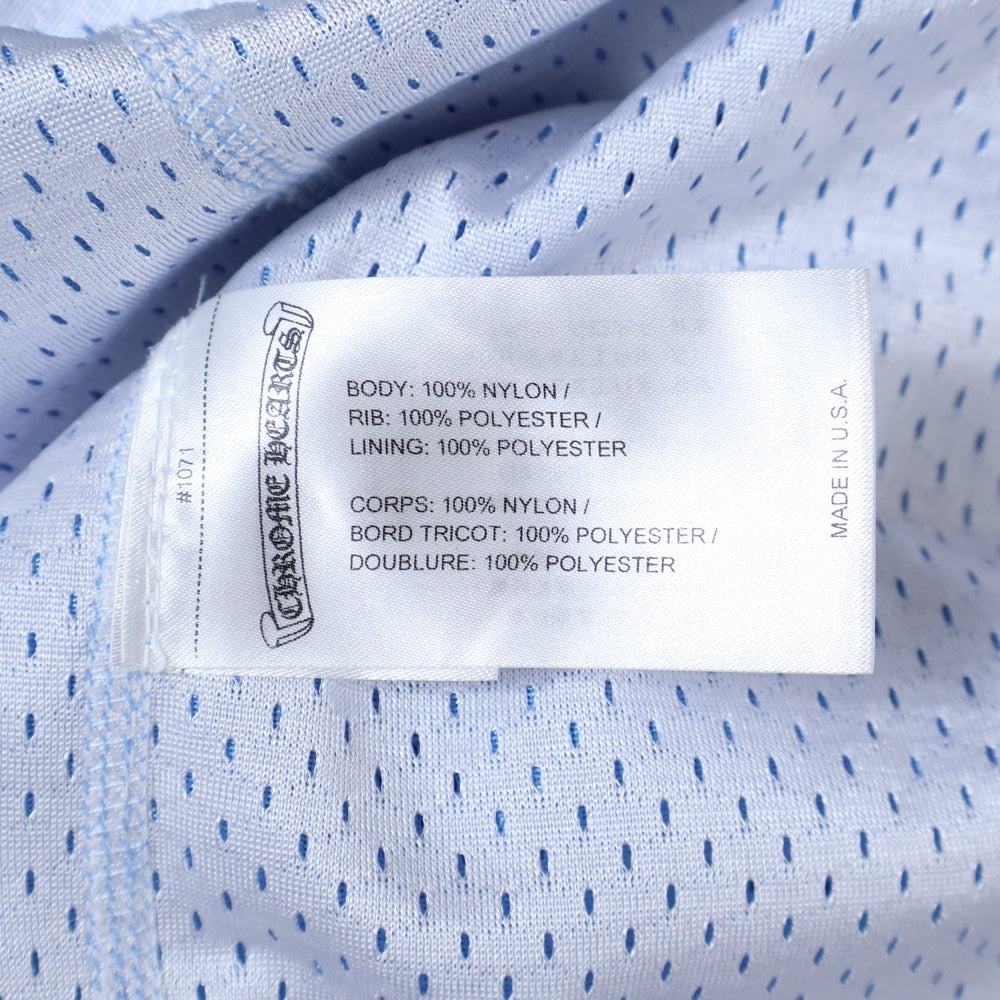 #1071
CHROME HEARTS
BODY: 100% NYLON /
RIB: 100% POLYESTER /
LINING: 100% POLYESTER
CORPS: 100% NYLON /
BORD TRICOT: 100% POLYESTER /
DOUBLURE: 100% POLYESTER
MADE IN U.S.A.